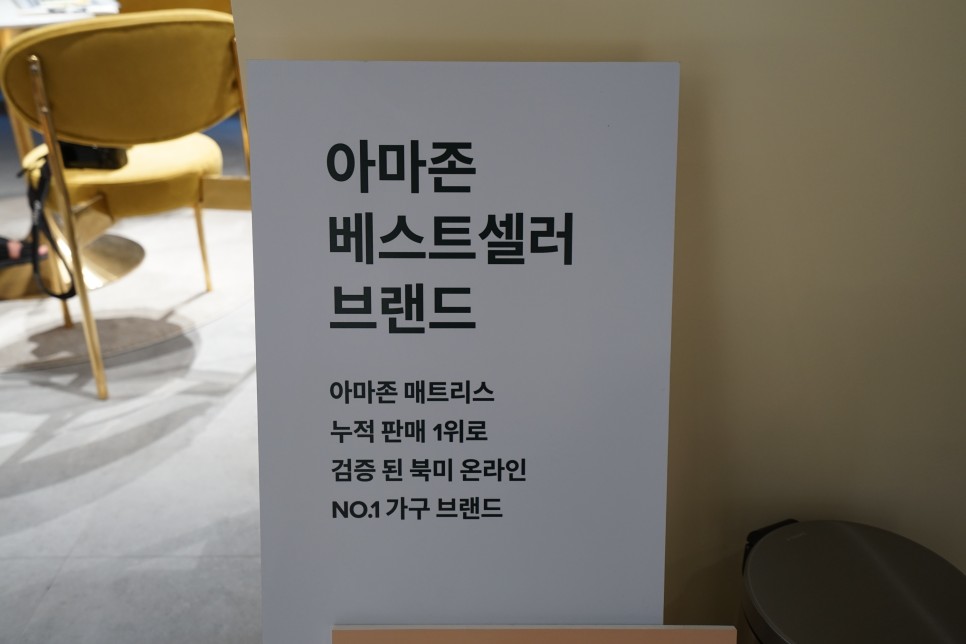 아마존
베스트셀러
브랜드
아마존 매트리스
누적 판매 1위로
검증 된 북미 온라인
NO.1 가구 브랜드